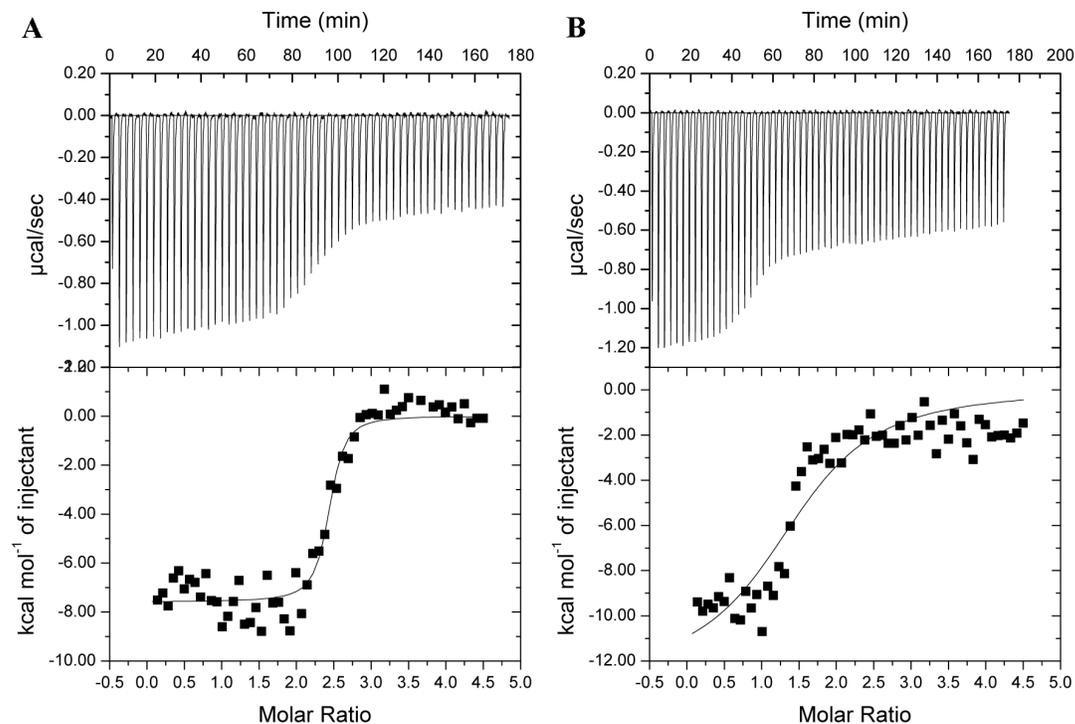 A
Time (min)
0 20 40 60 80 100 120 140 160 180
0.20
0.00
-0.20
-0.40
-0.60
-0.80
-1.00
µcal/sec
0.00
-2.00
-4.00
-6.00
-8.00
-10.00
kcal mol⁻¹ of injectant
-0.5 0.0 0.5 1.0 1.5 2.0 2.5 3.0 3.5 4.0 4.5 5.0
Molar Ratio
B
Time (min)
0 20 40 60 80 100 120 140 160 180 200
0.20
0.00
-0.20
-0.40
-0.60
-0.80
-1.00
-1.20
µcal/sec
0.00
-2.00
-4.00
-6.00
-8.00
-10.00
-12.00
kcal mol⁻¹ of injectant
-0.5 0.0 0.5 1.0 1.5 2.0 2.5 3.0 3.5 4.0 4.5 5.0
Molar Ratio